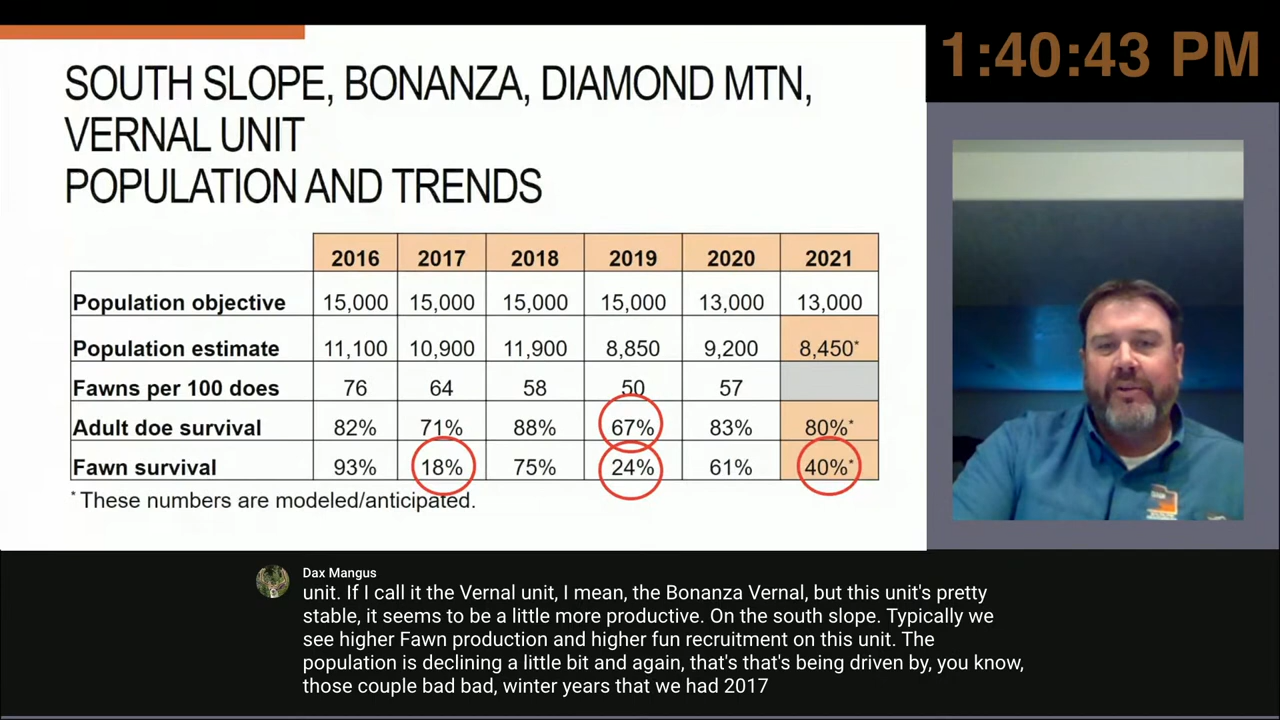 1:40:43 PM
SOUTH SLOPE, BONANZA, DIAMOND MTN,
VERNAL UNIT
POPULATION AND TRENDS
2016 2017 2018 2019 2020 2021
Population objective 15,000 15,000 15,000 15,000 13,000 13,000
Population estimate 11,100 10,900 11,900 8,850 9,200 8,450*
Fawns per 100 does 76 64 58 50 57
Adult doe survival 82% 71% 88% 67% 83% 80%*
Fawn survival 93% 18% 75% 24% 61% 40%*
* These numbers are modeled/anticipated.
Dax Mangus
unit. If I call it the Vernal unit, I mean, the Bonanza Vernal, but this unit's pretty
stable, it seems to be a little more productive. On the south slope. Typically we
see higher Fawn production and higher fun recruitment on this unit. The
population is declining a little bit and again, that's that's being driven by, you know,
those couple bad bad, winter years that we had 2017